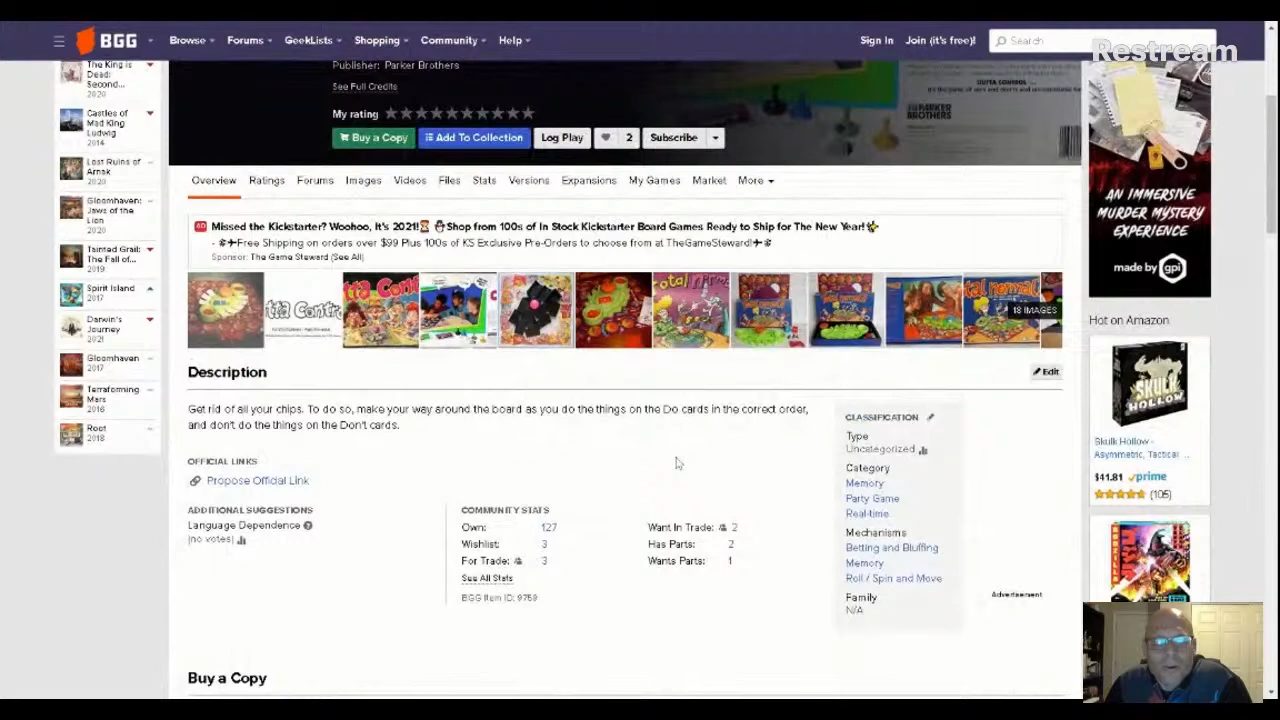 BGG
Browse
Forums
GeekLists
Shopping
Community
Help
Sign In
Join (it's free!)
Search
Restream
The King is
Dead:
Second...
2020
Castles of
Mad King
Ludwig
2014
Lost Ruins of
Arnak
2020
Gloomhaven:
Jaws of the
Lion
2020
Tainted Grail:
The Fall of...
2019
Spirit Island
2017
Darwin's
Journey
2021
Gloomhaven
2017
Terraforming
Mars
2016
Root
2018
Publisher: Parker Brothers
See Full Credits
My rating
Buy a Copy
Add To Collection
Log Play
2
Subscribe
OUTTA CONTROL
PARKER
BROTHERS
Overview
Ratings
Forums
Images
Videos
Files
Stats
Versions
Expansions
My Games
Market
More
AD Missed the Kickstarter? Woohoo, it's 2021! Shop from 100s of In Stock Kickstarter Board Games Ready to Ship for The New Year!
- Free Shipping on orders over $99 Plus 100s of KS Exclusive Pre-Orders to choose from at TheGameSteward!
Sponsor: The Game Steward (See All)
18 IMAGES
Description
Edit
Get rid of all your chips. To do so, make your way around the board as you do the things on the Do cards in the correct order,
and don't do the things on the Don't cards.
OFFICIAL LINKS
Propose Official Link
ADDITIONAL SUGGESTIONS
Language Dependence
(no votes)
COMMUNITY STATS
Own: 127
Wishlist: 3
For Trade: 3
See All Stats
BGG Item ID: 9759
Want In Trade: 2
Has Parts: 2
Wants Parts: 1
CLASSIFICATION
Type
Uncategorized
Category
Memory
Party Game
Real-time
Mechanisms
Betting and Bluffing
Memory
Roll / Spin and Move
Family
N/A
Advertisement
Buy a Copy
AN IMMERSIVE
MURDER MYSTERY
EXPERIENCE
made by gpi
Hot on Amazon
SKULK
HOLLOW
Skulk Hollow -
Asymmetric, Tactical ...
$41.81 prime
(105)